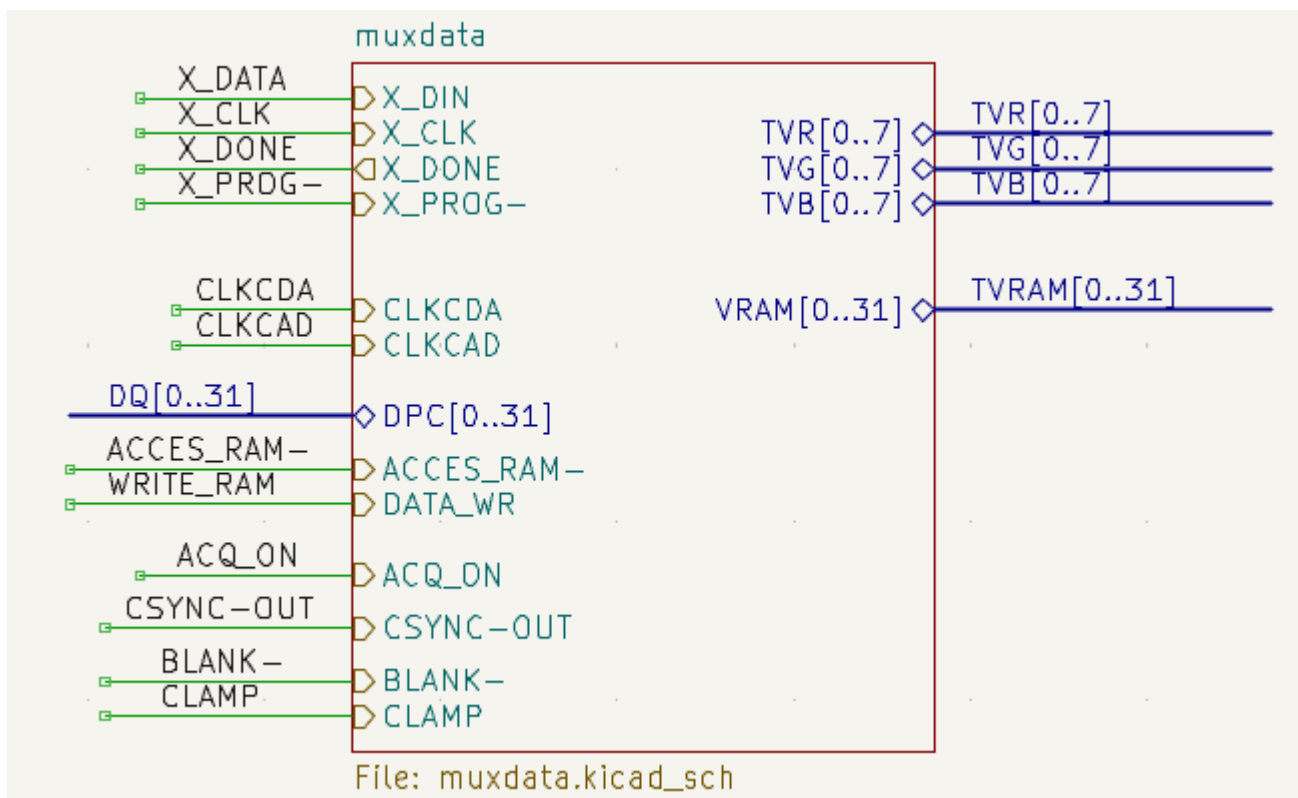 muxdata
X_DATA
X_DIN
X_CLK
X_CLK
X_DONE
X_DONE
X_PROG-
X_PROG-
TVR[0..7]
TVR[0..7]
TVG[0..7]
TVG[0..7]
TVB[0..7]
TVB[0..7]
CLKCDA
CLKCDA
CLKCAD
CLKCAD
VRAM[0..31]
TVRAM[0..31]
DQ[0..31]
DPC[0..31]
ACCES_RAM-
ACCES_RAM-
WRITE_RAM
DATA_WR
ACQ_ON
ACQ_ON
CSYNC-OUT
CSYNC-OUT
BLANK-
BLANK-
CLAMP
CLAMP
File: muxdata.kicad_sch